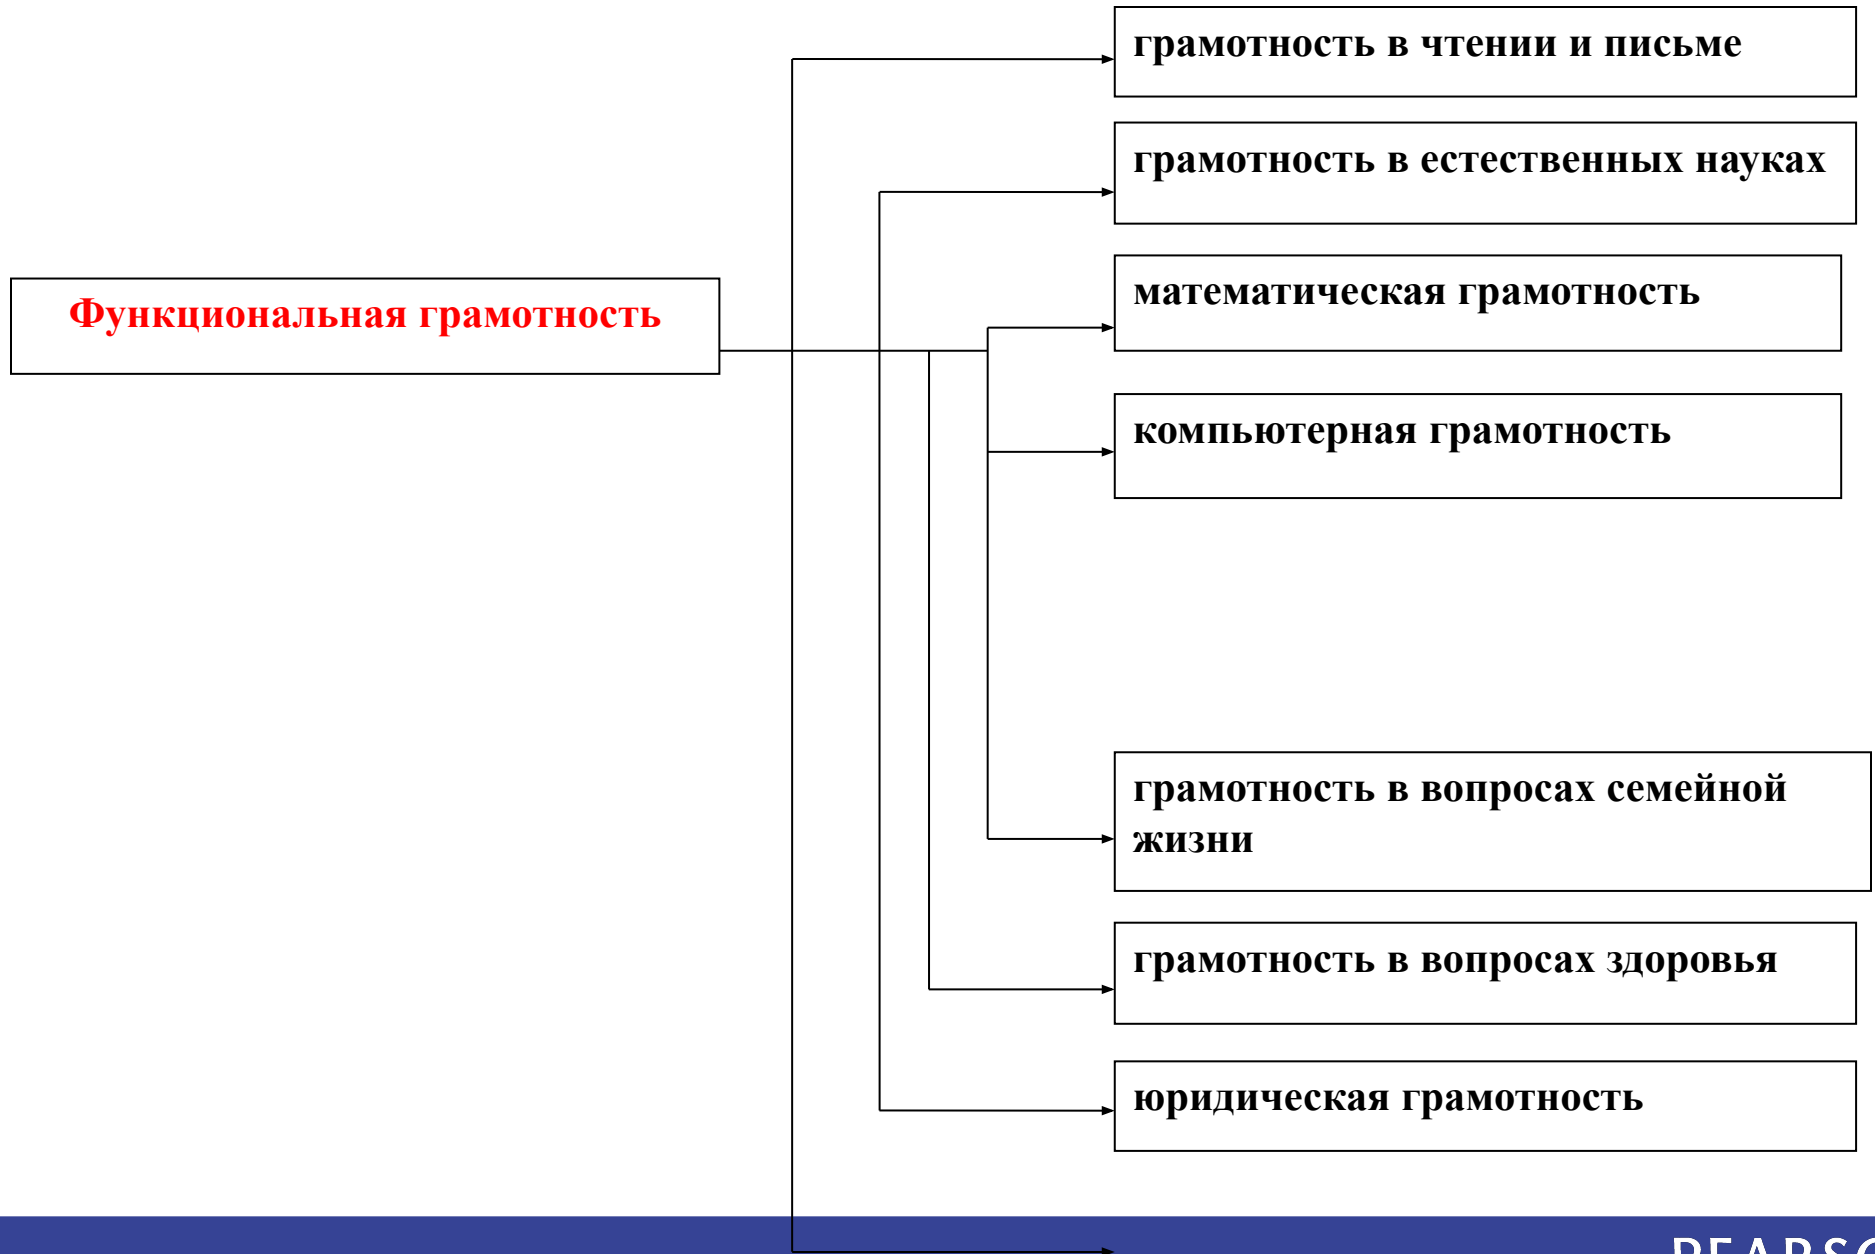 грамотность в чтении и письме
грамотность в естественных науках
Функциональная грамотность
математическая грамотность
компьютерная грамотность
грамотность в вопросах семейной
жизни
грамотность в вопросах здоровья
юридическая грамотность